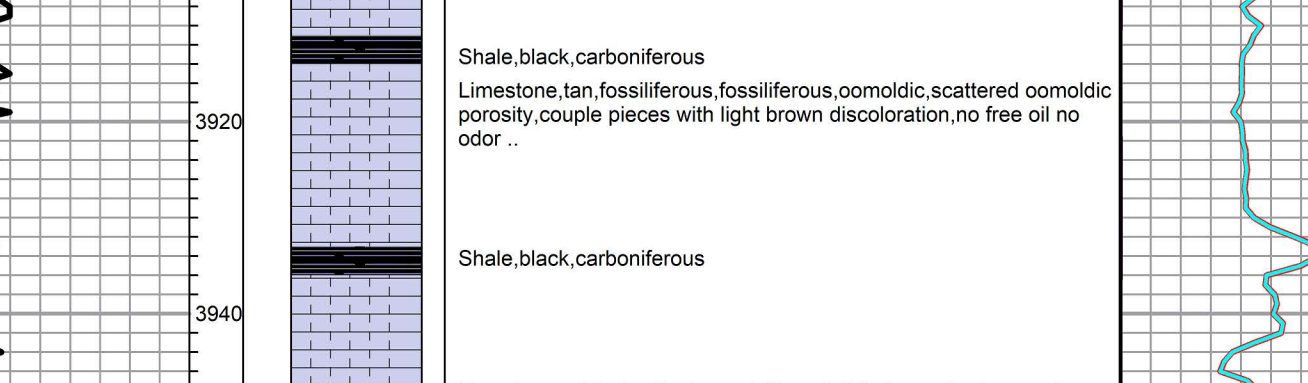 Shale,black,carboniferous
Limestone,tan,fossiliferous,fossiliferous,oomoldic,scattered oomoldic
3920
porosity,couple pieces with light brown discoloration,no free oil no
odor ..
Shale,black,carboniferous
3940